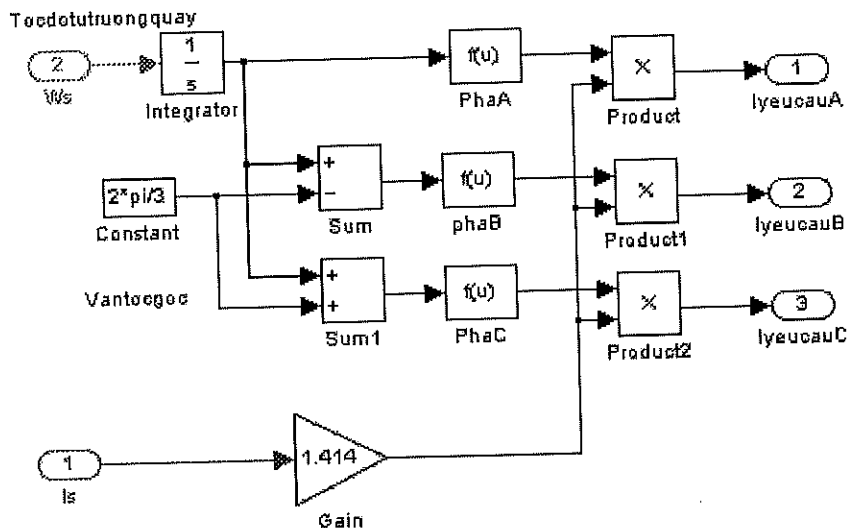 Tocdotutruongquay
2
Ws
1
s
Integrator
f(u)
PhaA
×
Product
1
IyeucauA
2*pi/3
Constant
+
−
Sum
f(u)
phaB
×
Product1
2
IyeucauB
Vantocgoc
+
+
Sum1
f(u)
PhaC
×
Product2
3
IyeucauC
1
Is
1.414
Gain